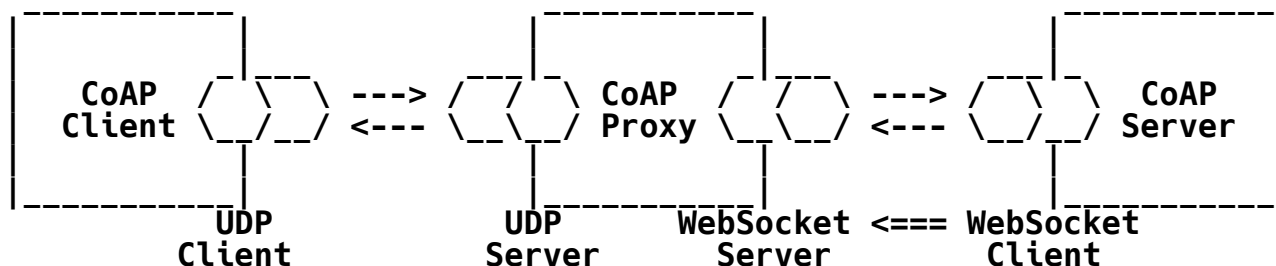 CoAP ---> CoAP ---> CoAP
Client <--- Proxy <--- Server
UDP UDP WebSocket <=== WebSocket
Client Server Server Client